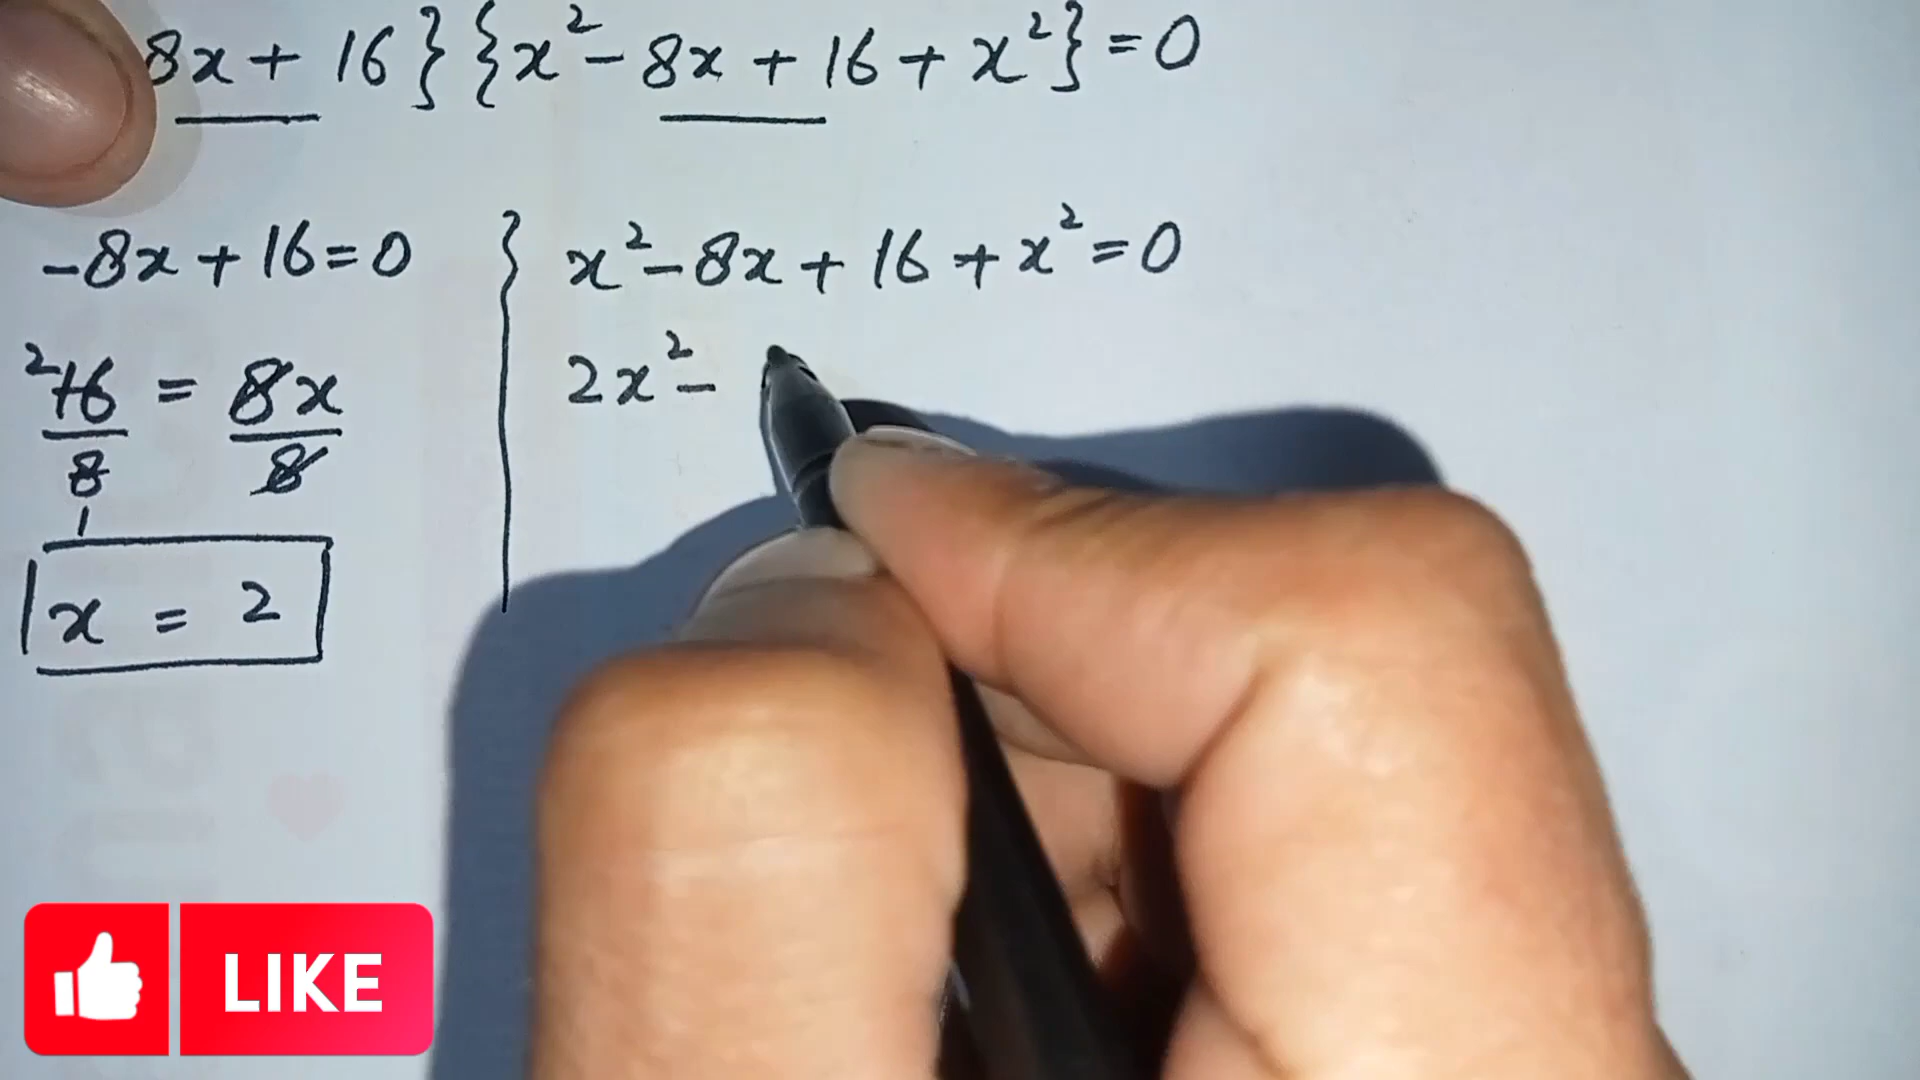 8x + 16} {x² - 8x + 16 + x²} = 0
-8x + 16 = 0 } x² - 8x + 16 + x² = 0
2 16 = 8x 2x² -
8 8
1
x = 2
LIKE